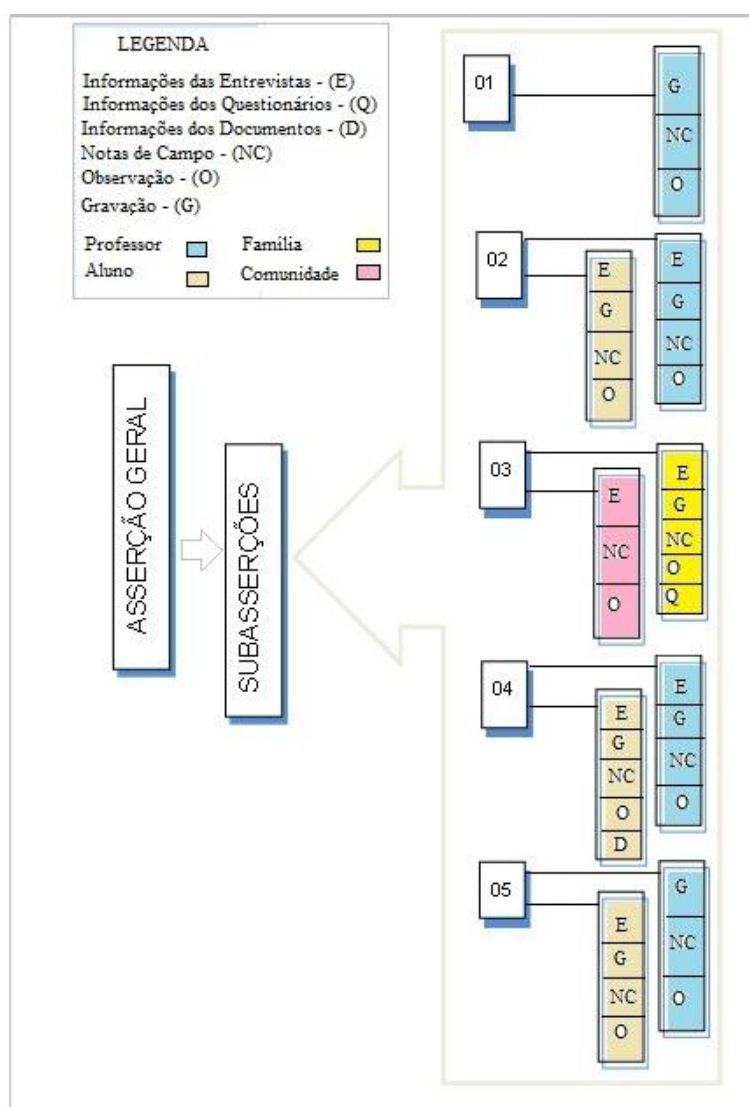 LEGENDA
Informações das Entrevistas - (E)
Informações dos Questionários - (Q)
Informações dos Documentos - (D)
Notas de Campo - (NC)
Observação - (O)
Gravação - (G)
Professor
Família
Aluno
Comunidade
ASSERÇÃO GERAL
SUBASSERÇÕES
01
G
NC
O
02
E
G
NC
O
E
G
NC
O
03
E
NC
O
E
G
NC
O
Q
04
E
G
NC
O
D
E
G
NC
O
05
E
G
NC
O
G
NC
O